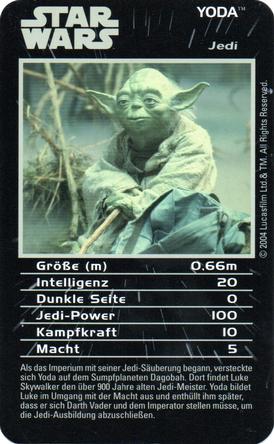 STAR
WARS
YODA™
Jedi
© 2004 Lucasfilm Ltd & TM. All Rights Reserved.
Größe (m) 0.66m
Intelligenz 20
Dunkle Seite 0
Jedi-Power 100
Kampfkraft 10
Macht 5
Als das Imperium mit seiner Jedi-Säuberung begann, versteckte
sich Yoda auf dem Sumpfplaneten Dagobah. Dort findet Luke
Skywalker den über 900 Jahre alten Jedi-Meister. Yoda bildet
Luke im Umgang mit der Macht aus und enthüllt ihm später,
dass er sich Darth Vader und dem Imperator stellen müsse, um
die Jedi-Ausbildung abzuschließen.